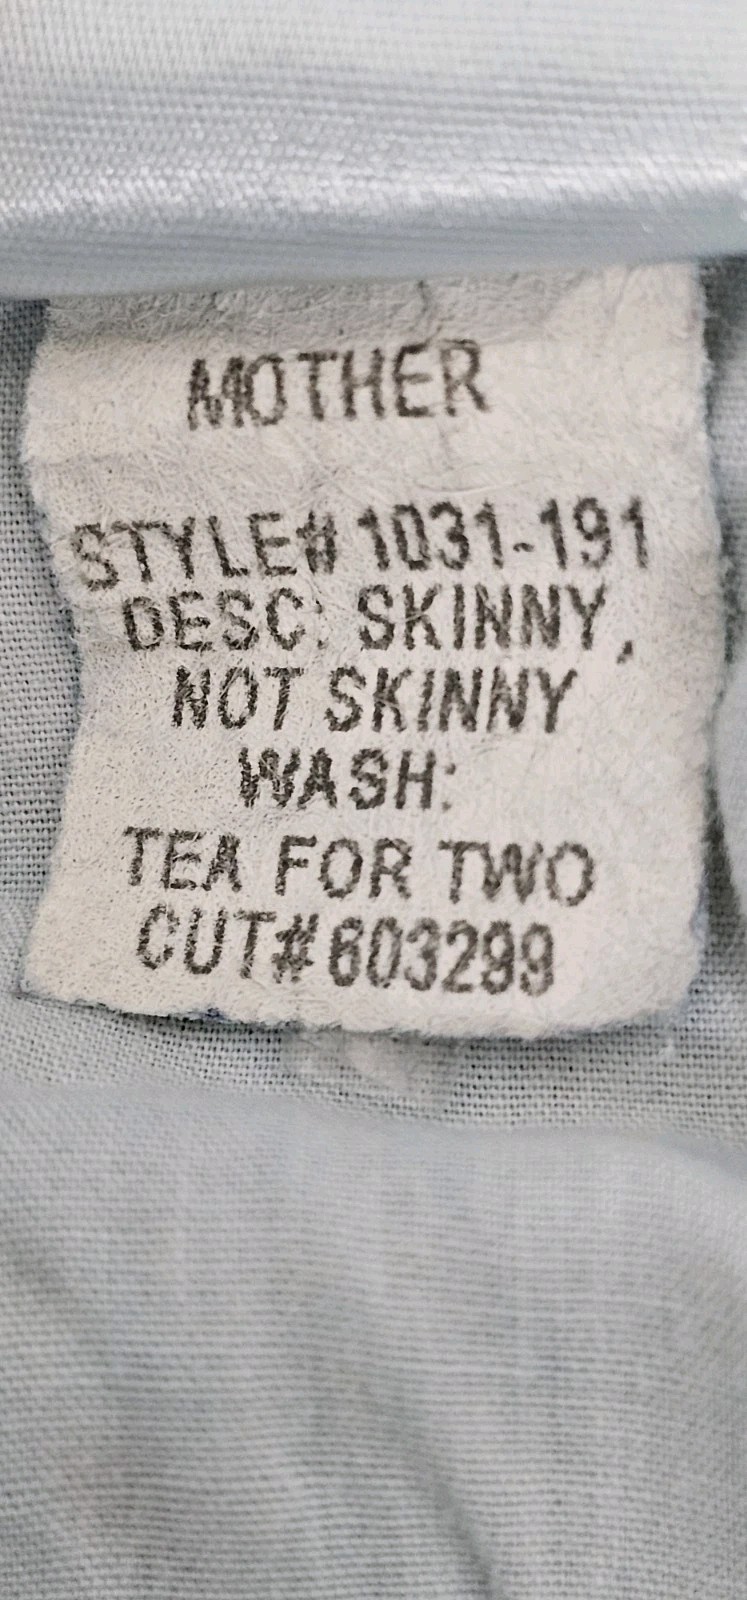 MOTHER
STYLE# 1031-191
DESC: SKINNY,
NOT SKINNY
WASH:
TEA FOR TWO
CUT# 603299